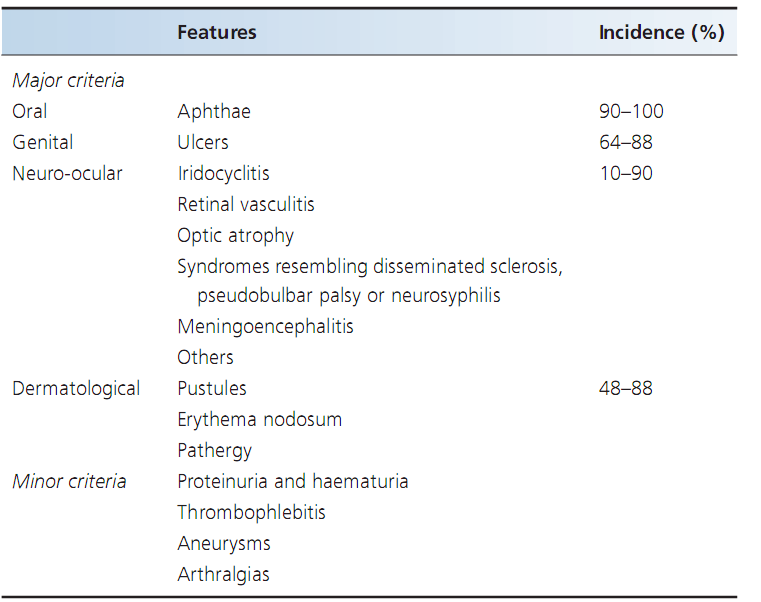 Features Incidence (%)
Major criteria
Oral Aphthae 90–100
Genital Ulcers 64–88
Neuro-ocular Iridocyclitis 10–90
Retinal vasculitis
Optic atrophy
Syndromes resembling disseminated sclerosis,
pseudobulbar palsy or neurosyphilis
Meningoencephalitis
Others
Dermatological Pustules 48–88
Erythema nodosum
Pathergy
Minor criteria Proteinuria and haematuria
Thrombophlebitis
Aneurysms
Arthralgias